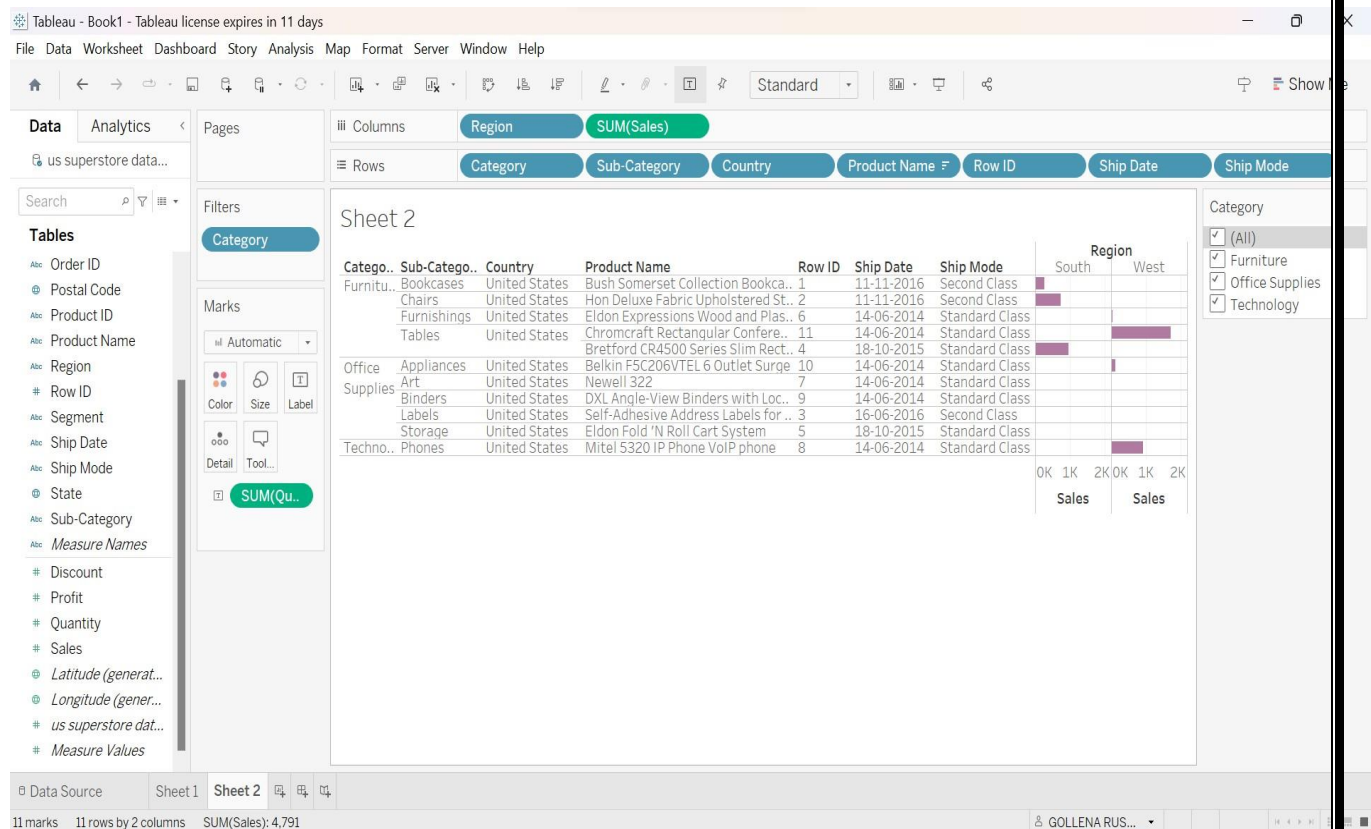 Tableau - Book1 - Tableau license expires in 11 days
File Data Worksheet Dashboard Story Analysis Map Format Server Window Help
Standard
Show
Data Analytics
Pages
iii Columns Region SUM(Sales)
us superstore data...
Rows Category Sub-Category Country Product Name Row ID Ship Date Ship Mode
Search
Tables
Abc Order ID
Postal Code
Abc Product ID
Abc Product Name
Abc Region
# Row ID
Abc Segment
Abc Ship Date
Abc Ship Mode
State
Abc Sub-Category
Abc Measure Names
# Discount
# Profit
# Quantity
# Sales
Latitude (generat...
Longitude (gener...
# us superstore dat...
# Measure Values
Filters
Category
Marks
Automatic
Color Size Label
Detail Tool...
SUM(Qu..
Sheet 2
Region
Catego.. Sub-Catego.. Country Product Name Row ID Ship Date Ship Mode South West
Furnitu.. Bookcases United States Bush Somerset Collection Bookca.. 1 11-11-2016 Second Class
Chairs United States Hon Deluxe Fabric Upholstered St.. 2 11-11-2016 Second Class
Furnishings United States Eldon Expressions Wood and Plas.. 6 14-06-2014 Standard Class
Tables United States Chromcraft Rectangular Confere.. 11 14-06-2014 Standard Class
Bretford CR4500 Series Slim Rect.. 4 18-10-2015 Standard Class
Office Supplies Appliances United States Belkin F5C206VTEL 6 Outlet Surge 10 14-06-2014 Standard Class
Art United States Newell 322 7 14-06-2014 Standard Class
Binders United States DXL Angle-View Binders with Loc.. 9 14-06-2014 Standard Class
Labels United States Self-Adhesive Address Labels for .. 3 16-06-2016 Second Class
Storage United States Eldon Fold 'N Roll Cart System 5 18-10-2015 Standard Class
Techno.. Phones United States Mitel 5320 IP Phone VoIP phone 8 14-06-2014 Standard Class
0K 1K 2K 0K 1K 2K
Sales Sales
Category
(All)
Furniture
Office Supplies
Technology
Data Source Sheet 1 Sheet 2
11 marks 11 rows by 2 columns SUM(Sales): 4,791 GOLLENA RUS...